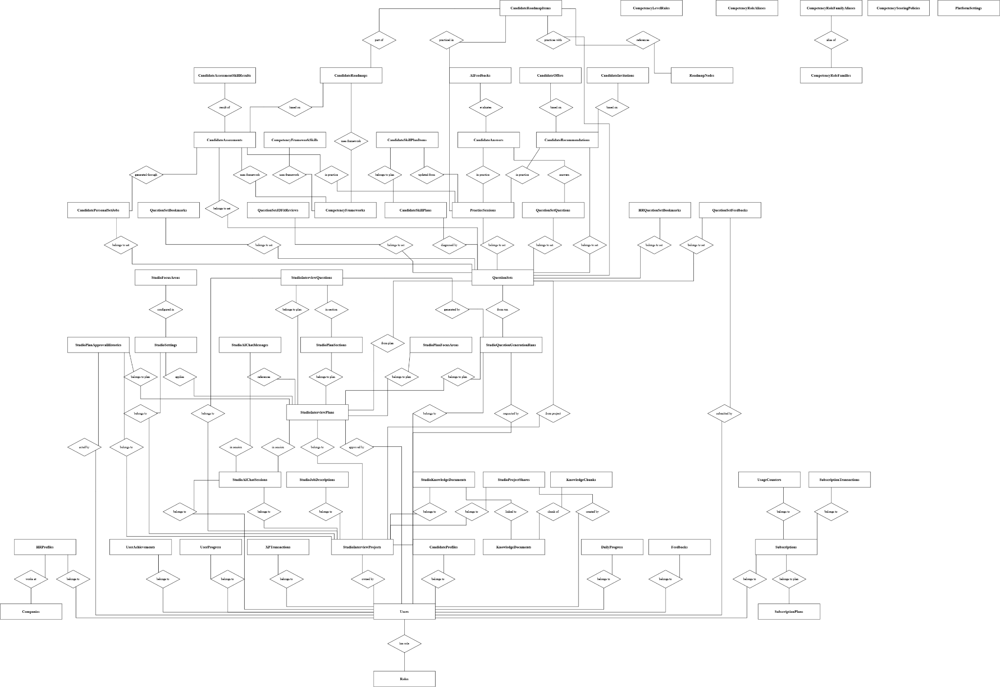 CandidateRoadmapItems
CompetencyLevelRules
CompetencyRoleAliases
CompetencyRoleFamilyAliases
CompetencyScoringPolicies
PlatformSettings
part of
practiced in
practices with
references
alias of
CandidateAssessmentSkillResults
CandidateRoadmaps
AIFeedbacks
CandidateOffers
CandidateInvitations
RoadmapNodes
CompetencyRoleFamilies
result of
based on
evaluates
based on
based on
CandidateAssessments
CompetencyFrameworkSkills
uses framework
CandidateSkillPlanItems
CandidateAnswers
CandidateRecommendations
generated through
uses framework
uses framework
in practice
belongs to plan
updated from
in practice
in practice
answers
CandidatePersonalSetJobs
QuestionSetBookmarks
belongs to set
QuestionSetJDFitReviews
CompetencyFrameworks
CandidateSkillPlans
PracticeSessions
QuestionSetQuestions
HRQuestionSetBookmarks
QuestionSetFeedbacks
belongs to set
belongs to set
belongs to set
diagnosed by
belongs to set
belongs to set
belongs to set
belongs to set
belongs to set
StudioFocusAreas
StudioInterviewQuestions
QuestionSets
configured in
belongs to plan
in section
generated by
from run
StudioPlanApprovalHistories
StudioSettings
StudioAIChatMessages
StudioPlanSections
from plan
StudioPlanFocusAreas
StudioQuestionGenerationRuns
belongs to plan
applies
references
belongs to plan
belongs to plan
belongs to plan
belongs to
belongs to
StudioInterviewPlans
belongs to
requested by
from project
submitted by
acted by
belongs to
in session
in session
belongs to
approved by
StudioAIChatSessions
StudioJobDescriptions
StudioKnowledgeDocuments
StudioProjectShares
KnowledgeChunks
UsageCounters
SubscriptionTransactions
belongs to
belongs to
belongs to
belongs to
belongs to
linked to
chunk of
created by
belongs to
belongs to
HRProfiles
UserAchievements
UserProgress
XPTransactions
StudioInterviewProjects
CandidateProfiles
KnowledgeDocuments
DailyProgress
Feedbacks
Subscriptions
works at
belongs to
belongs to
belongs to
belongs to
owned by
belongs to
belongs to
belongs to
belongs to
belongs to plan
Companies
Users
SubscriptionPlans
has role
Roles